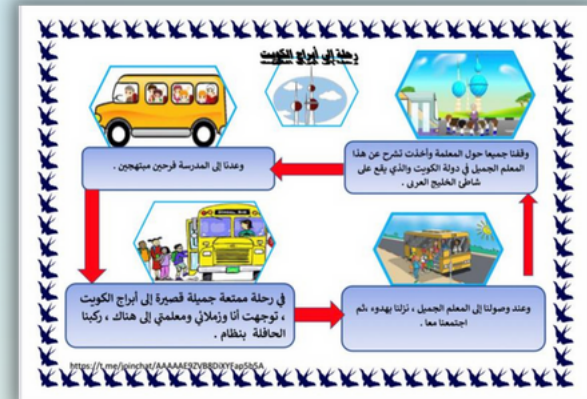 رحلة إلى أبراج الكويت
وقفنا جميعا حول المعلمة وأخذت تشرح عن هذا
المعلم الجميل في دولة الكويت والذي يقع على
شاطئ الخليج العربي .
وعدنا إلى المدرسة فرحين مبتهجين .
في رحلة ممتعة جميلة قصيرة إلى أبراج الكويت
، توجهت أنا وزملائي ومعلمتي إلى هناك ، ركبنا
الحافلة بنظام .
وعند وصولنا إلى المعلم الجميل ، نزلنا بهدوء ،ثم
اجتمعنا معا .
SCHOOL BUS
https://t.me/joinchat/AAAAAE9ZVB8DiXYFap5b5A